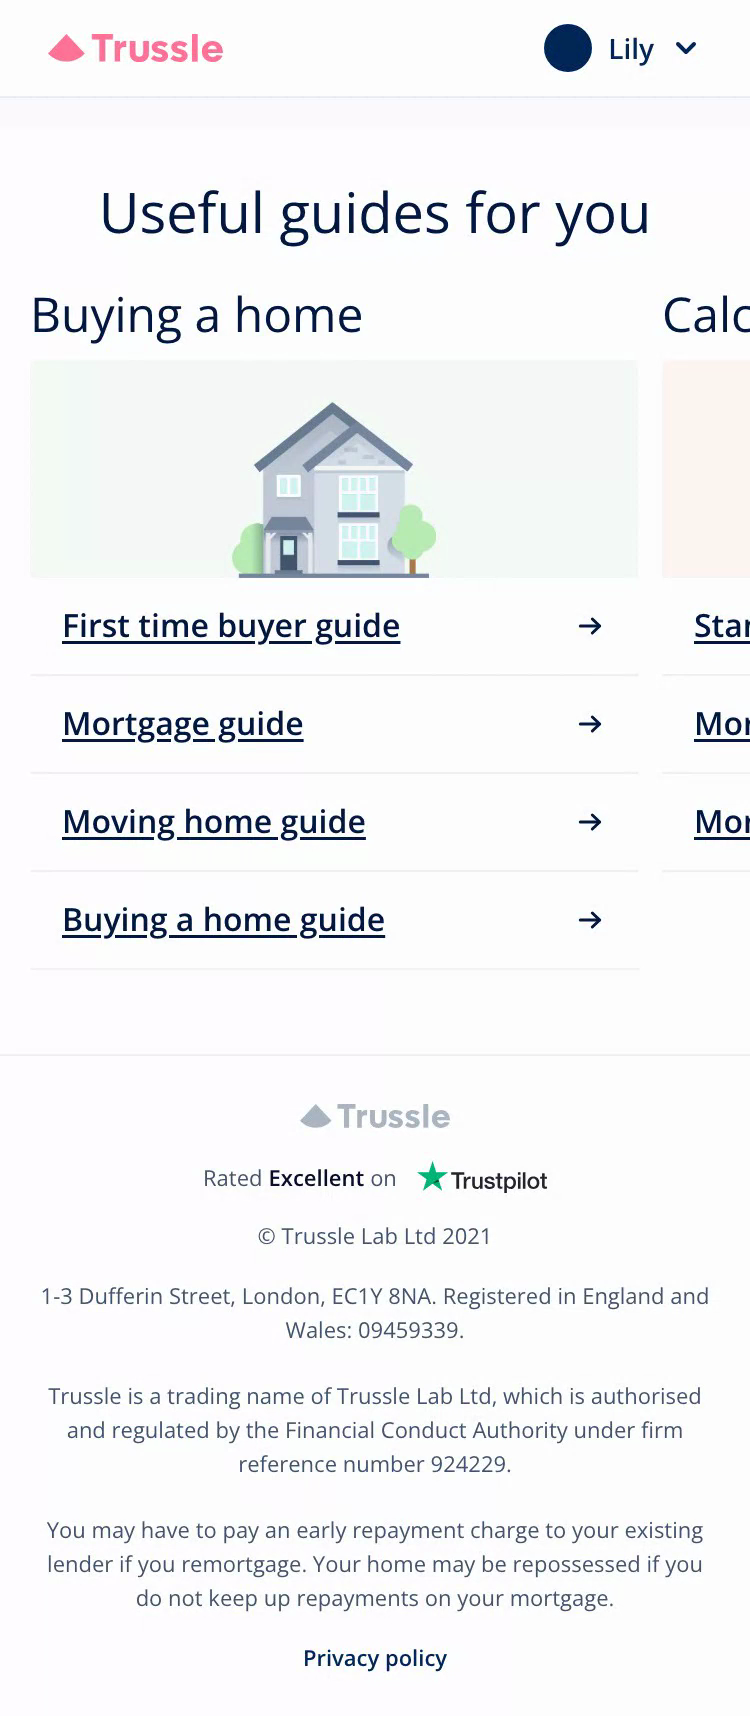 Trussle
Lily
Useful guides for you
Buying a home
First time buyer guide
Mortgage guide
Moving home guide
Buying a home guide
Trussle
Rated Excellent on Trustpilot
© Trussle Lab Ltd 2021
1-3 Dufferin Street, London, EC1Y 8NA. Registered in England and
Wales: 09459339.
Trussle is a trading name of Trussle Lab Ltd, which is authorised
and regulated by the Financial Conduct Authority under firm
reference number 924229.
You may have to pay an early repayment charge to your existing
lender if you remortgage. Your home may be repossessed if you
do not keep up repayments on your mortgage.
Privacy policy